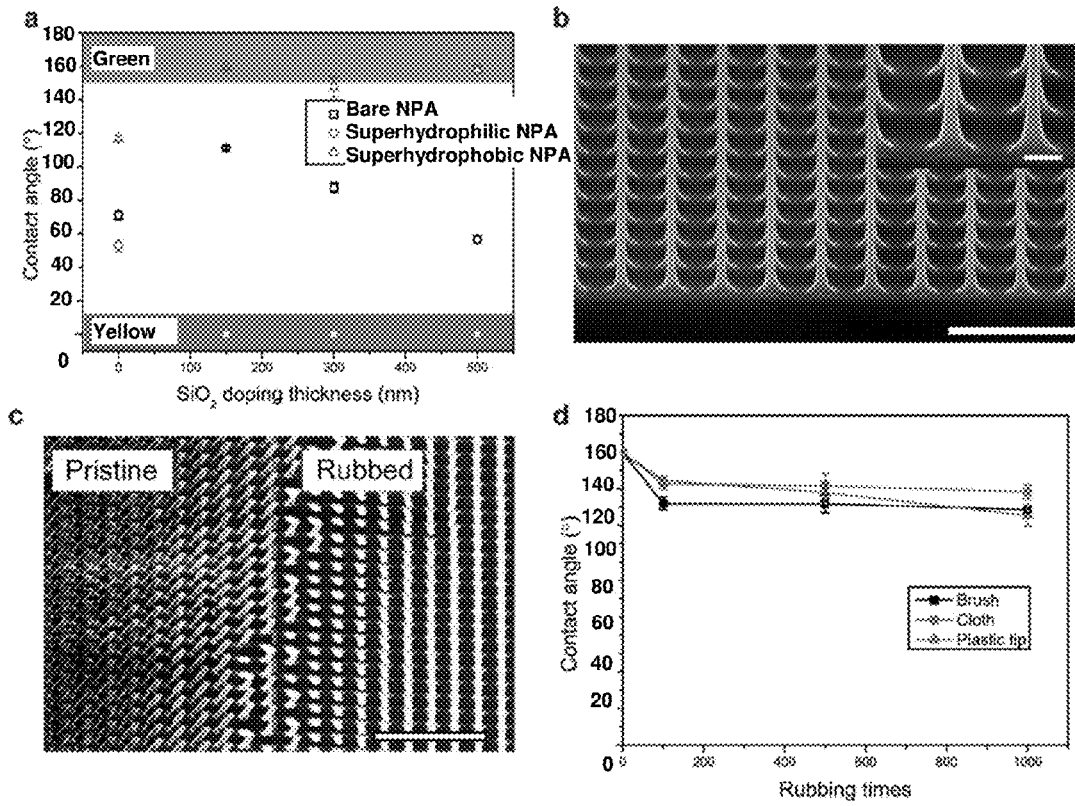 a
180
160
140
120
100
80
60
40
20
0
Green
Yellow
Bare NPA
Superhydrophilic NPA
Superhydrophobic NPA
Contact angle (°)
0 100 200 300 400 500
SiO₂ doping thickness (nm)
b
c
Pristine
Rubbed
d
180
160
140
120
100
80
60
40
20
0
Contact angle (°)
Brush
Cloth
Plastic tip
0 200 400 600 800 1000
Rubbing times